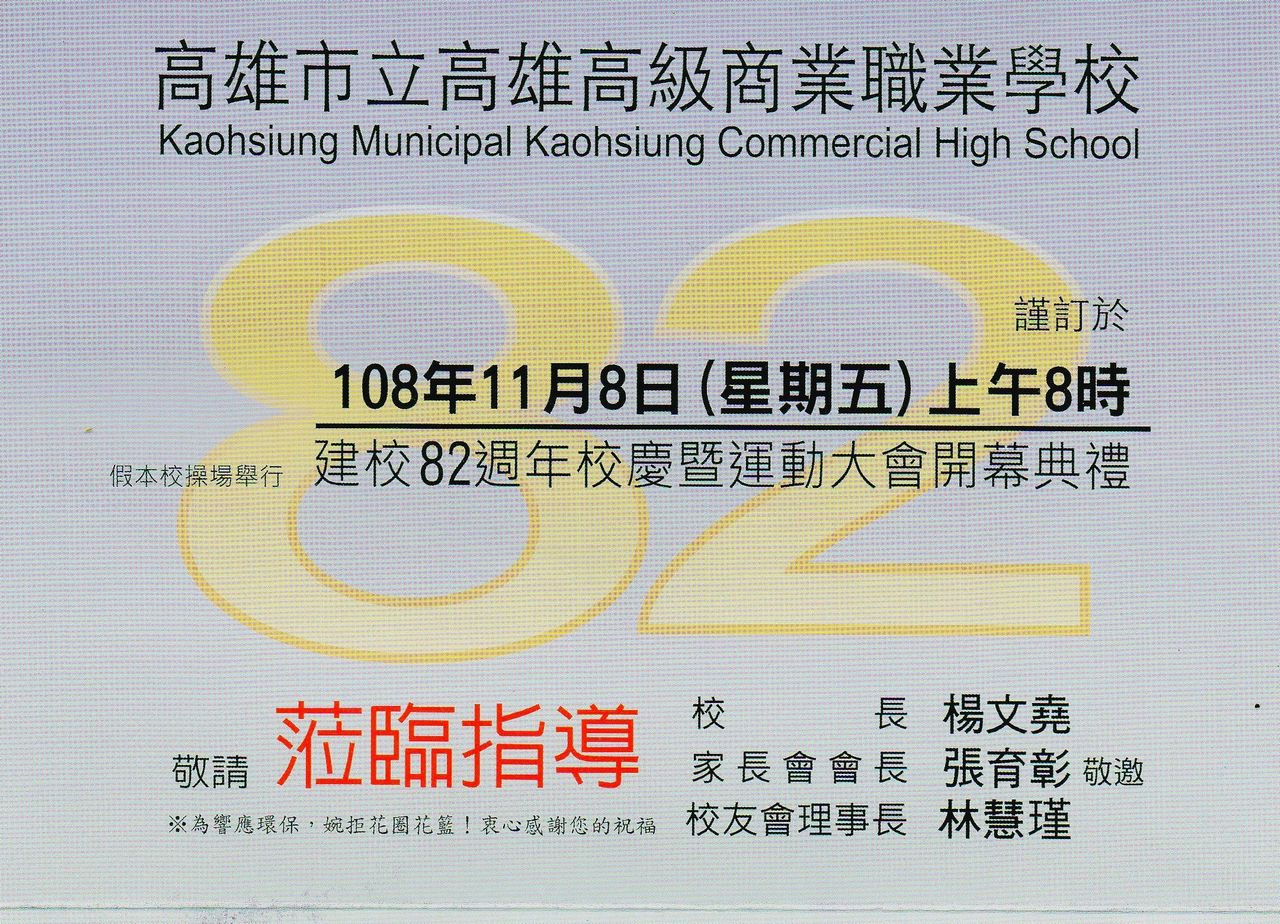 高雄市立高雄高級商業職業學校
Kaohsiung Municipal Kaohsiung Commercial High School
82
謹訂於
108年11月8日(星期五)上午8時
假本校操場舉行 建校82週年校慶暨運動大會開幕典禮
敬請 蒞臨指導
※為響應環保,婉拒花圈花籃!衷心感謝您的祝福
校長 楊文堯
家長會會長 張育彰 敬邀
校友會理事長 林慧瑾